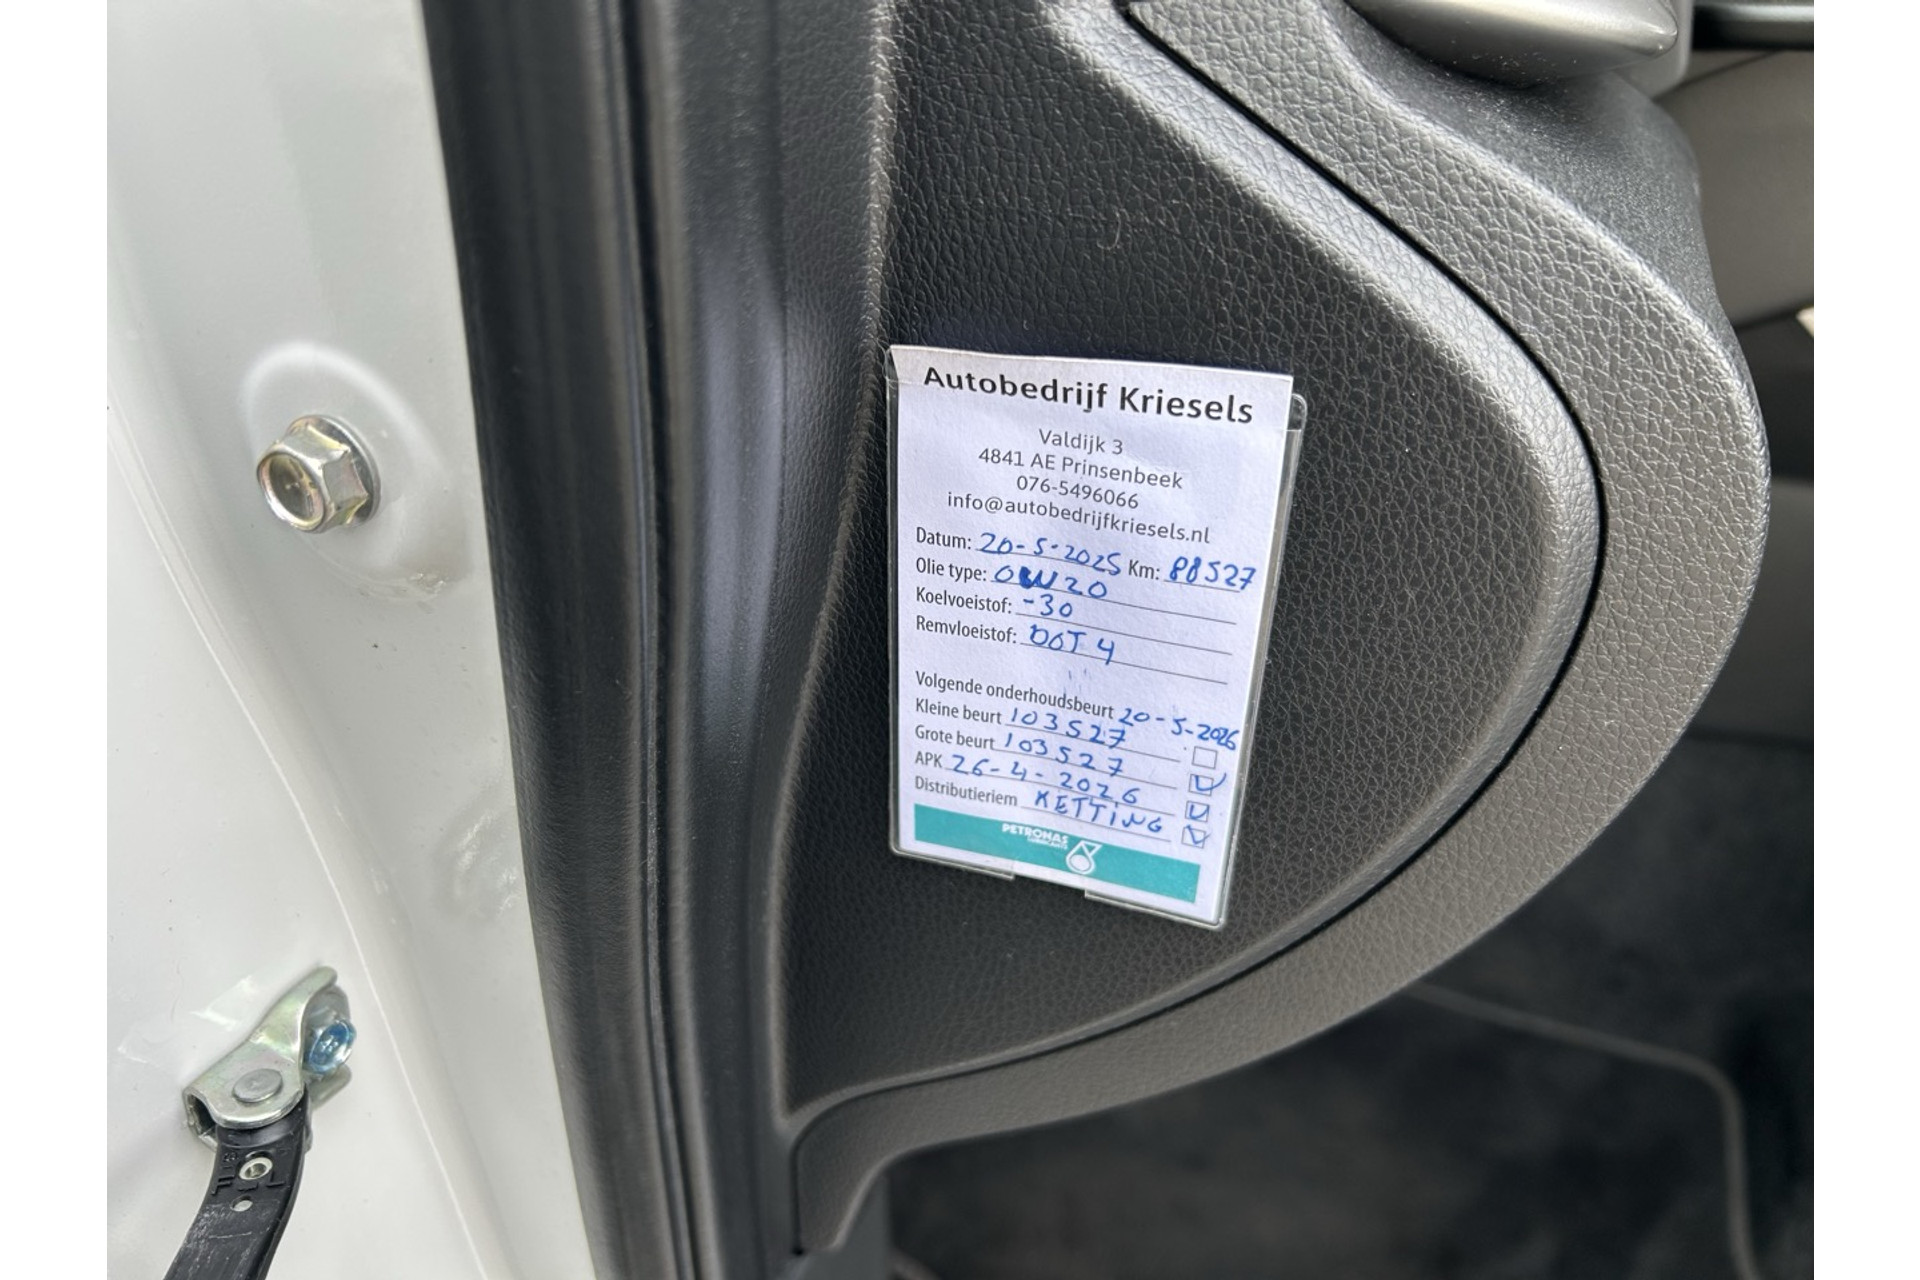 Autobedrijf Kriesels
Valdijk 3
4841 AE Prinsenbeek
076-5496066
info@autobedrijfkriesels.nl
Datum: 20-5-2025 Km: 88527
Olie type: 0W20
Koelvoeistof: -30
Remvloeistof: DOT 4
Volgende onderhoudsbeurt 20-5-2026
Kleine beurt 103527
Grote beurt 103527
APK 26-4-2026
Distributieriem KETTING
PETRONAS